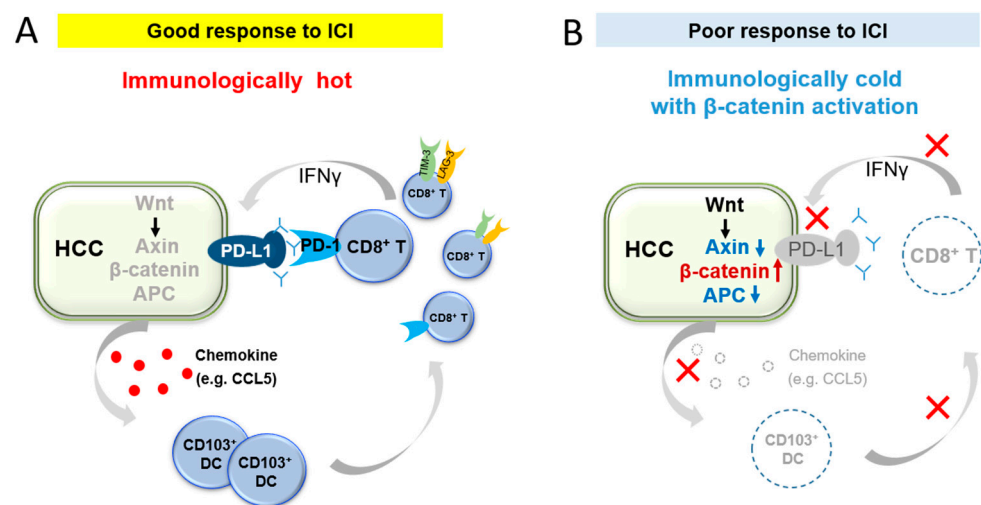 A
Good response to ICI
Immunologically hot
TIM-3
LAG-3
CD8⁺ T
IFNγ
Wnt
HCC
Axin
β-catenin
APC
PD-L1
PD-1
CD8⁺ T
CD8⁺ T
CD8⁺ T
Chemokine
(e.g. CCL5)
CD103⁺
DC
CD103⁺
DC
B
Poor response to ICI
Immunologically cold
with β-catenin activation
IFNγ
Wnt
HCC
Axin
β-catenin
APC
PD-L1
CD8⁺ T
Chemokine
(e.g. CCL5)
CD103⁺
DC